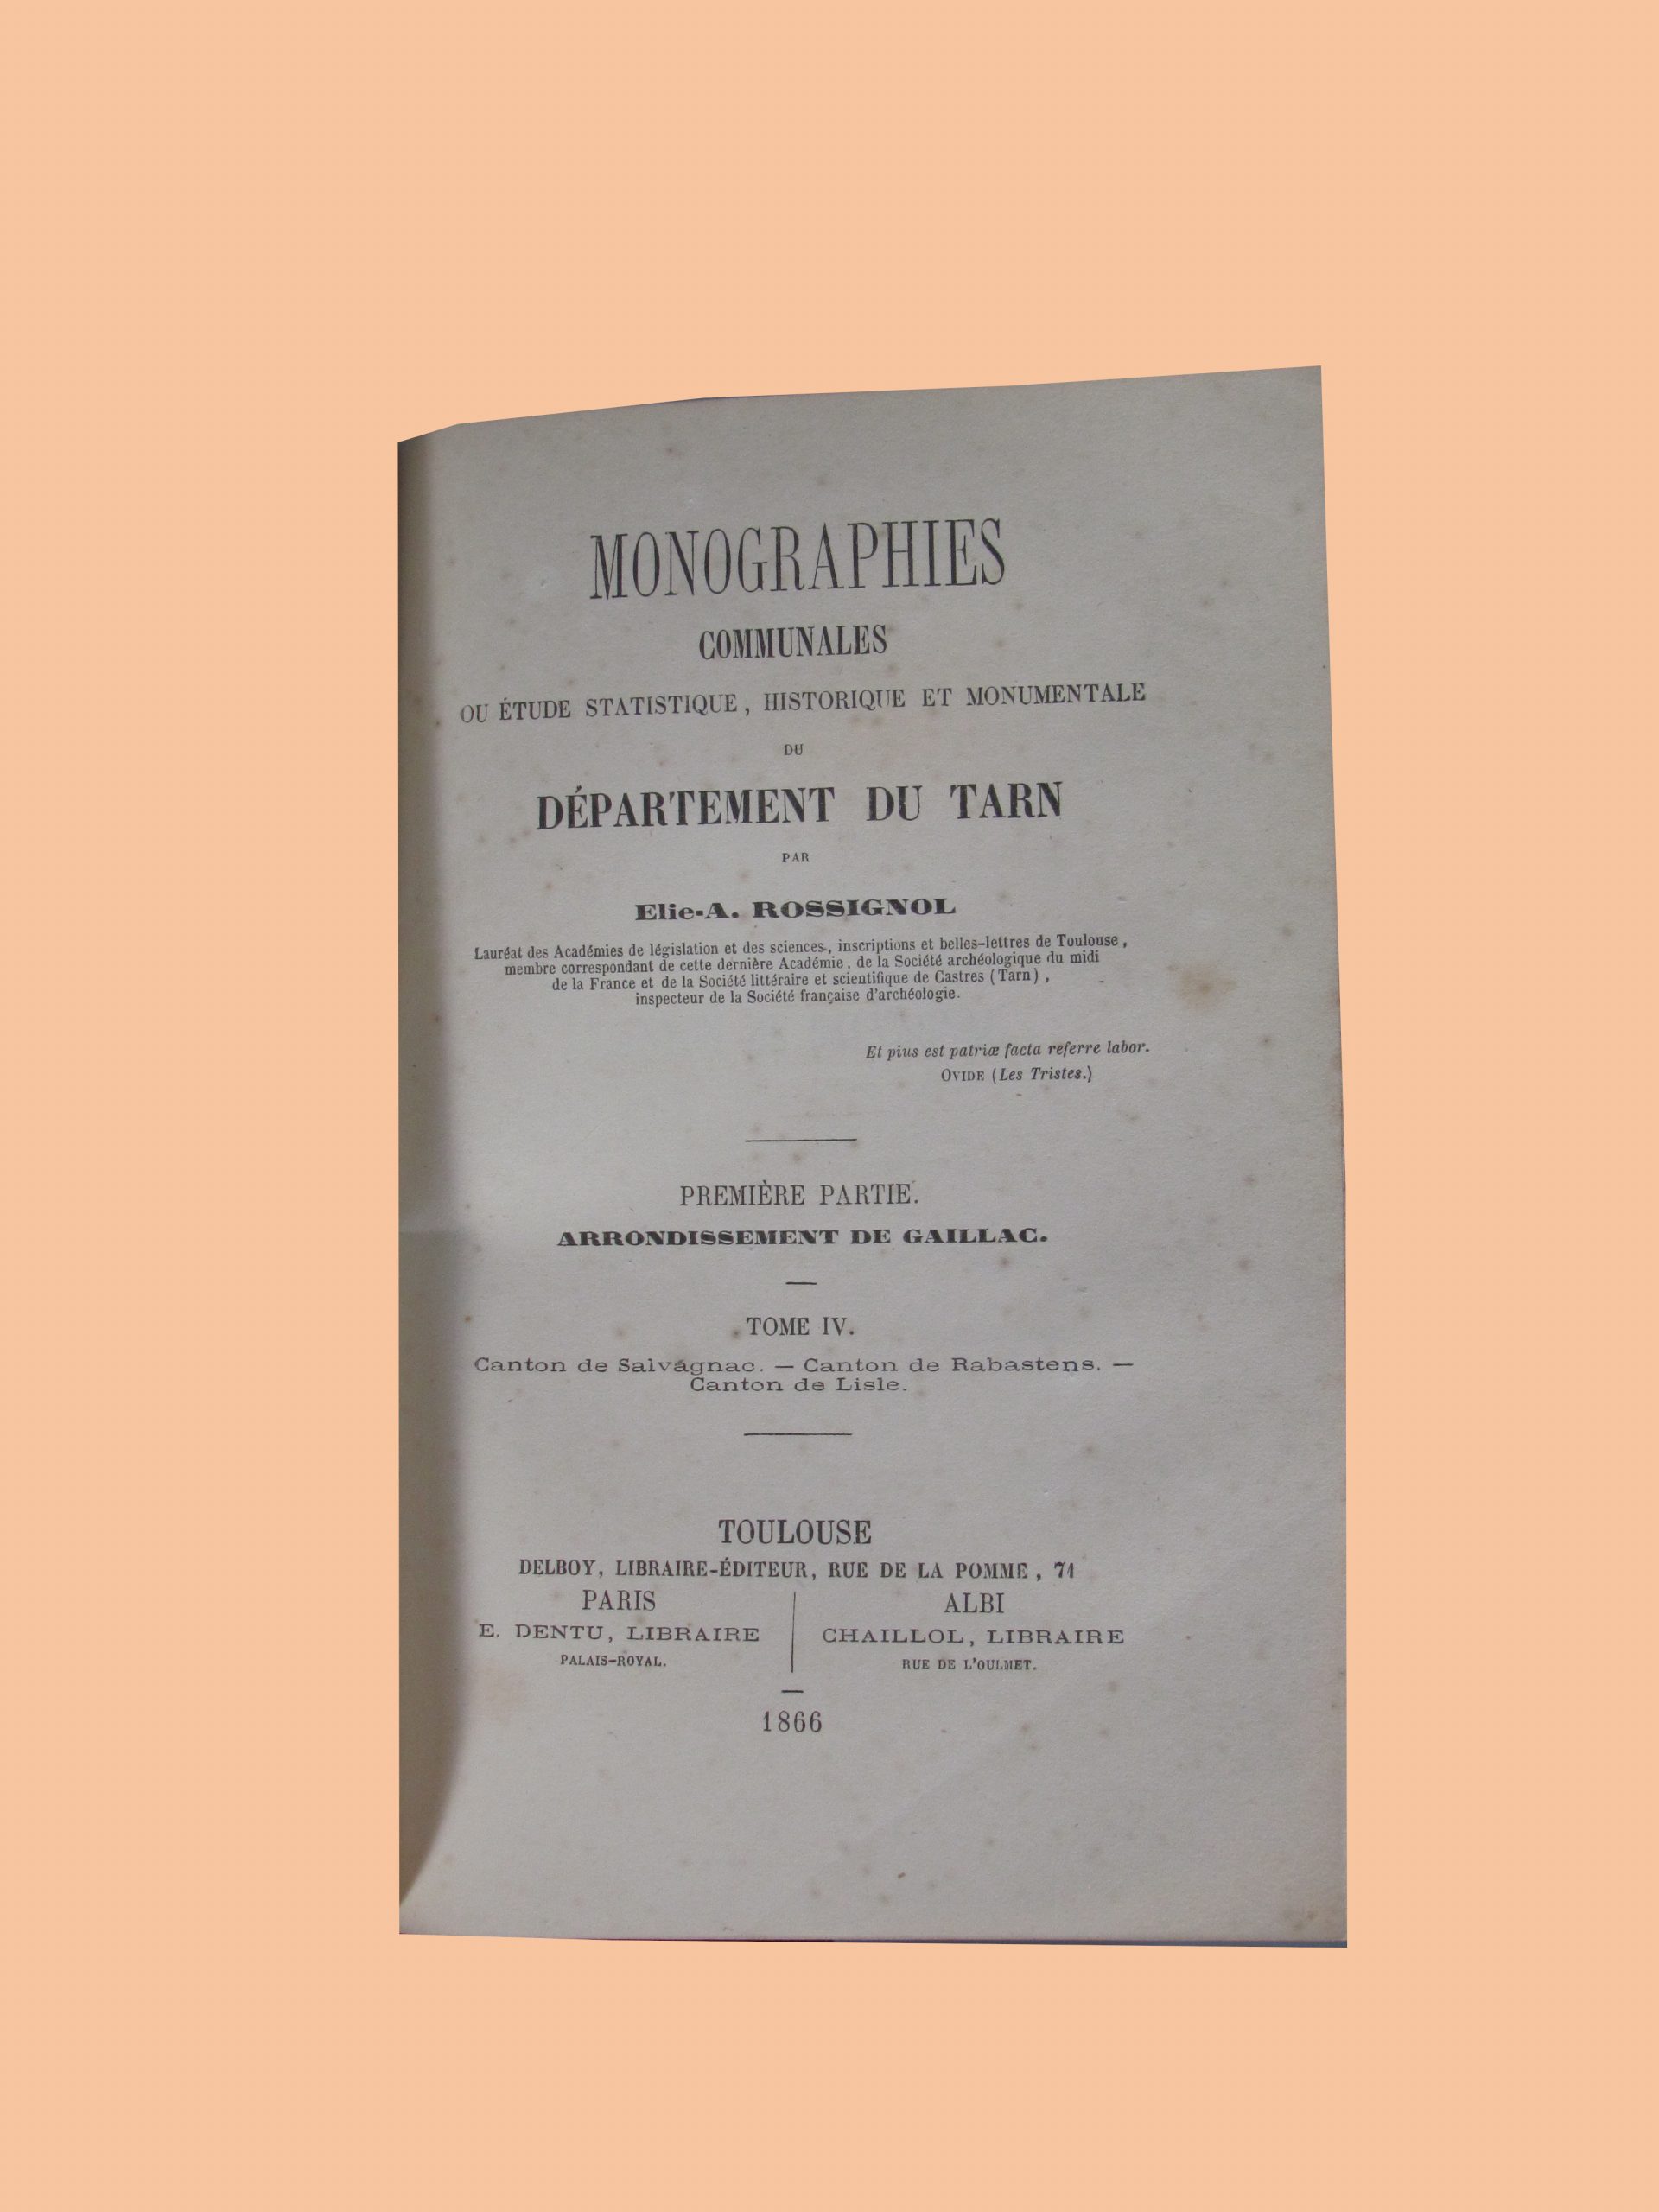 MONOGRAPHIES
COMMUNALES
OU ÉTUDE STATISTIQUE, HISTORIQUE ET MONUMENTALE
DU
DÉPARTEMENT DU TARN
PAR
Elie-A. ROSSIGNOL
Lauréat des Académies de législation et des sciences, inscriptions et belles-lettres de Toulouse,
membre correspondant de cette dernière Académie, de la Société archéologique du midi
de la France et de la Société littéraire et scientifique de Castres (Tarn),
inspecteur de la Société française d'archéologie.
Et pius est patriæ facta referre labor.
OVIDE (Les Tristes.)
PREMIÈRE PARTIE.
ARRONDISSEMENT DE GAILLAC.
TOME IV.
Canton de Salvagnac. — Canton de Rabastens. —
Canton de Lisle.
TOULOUSE
DELBOY, LIBRAIRE-ÉDITEUR, RUE DE LA POMME, 71
PARIS
E. DENTU, LIBRAIRE
PALAIS-ROYAL.
ALBI
CHAILLOL, LIBRAIRE
RUE DE L'OULMET.
1866